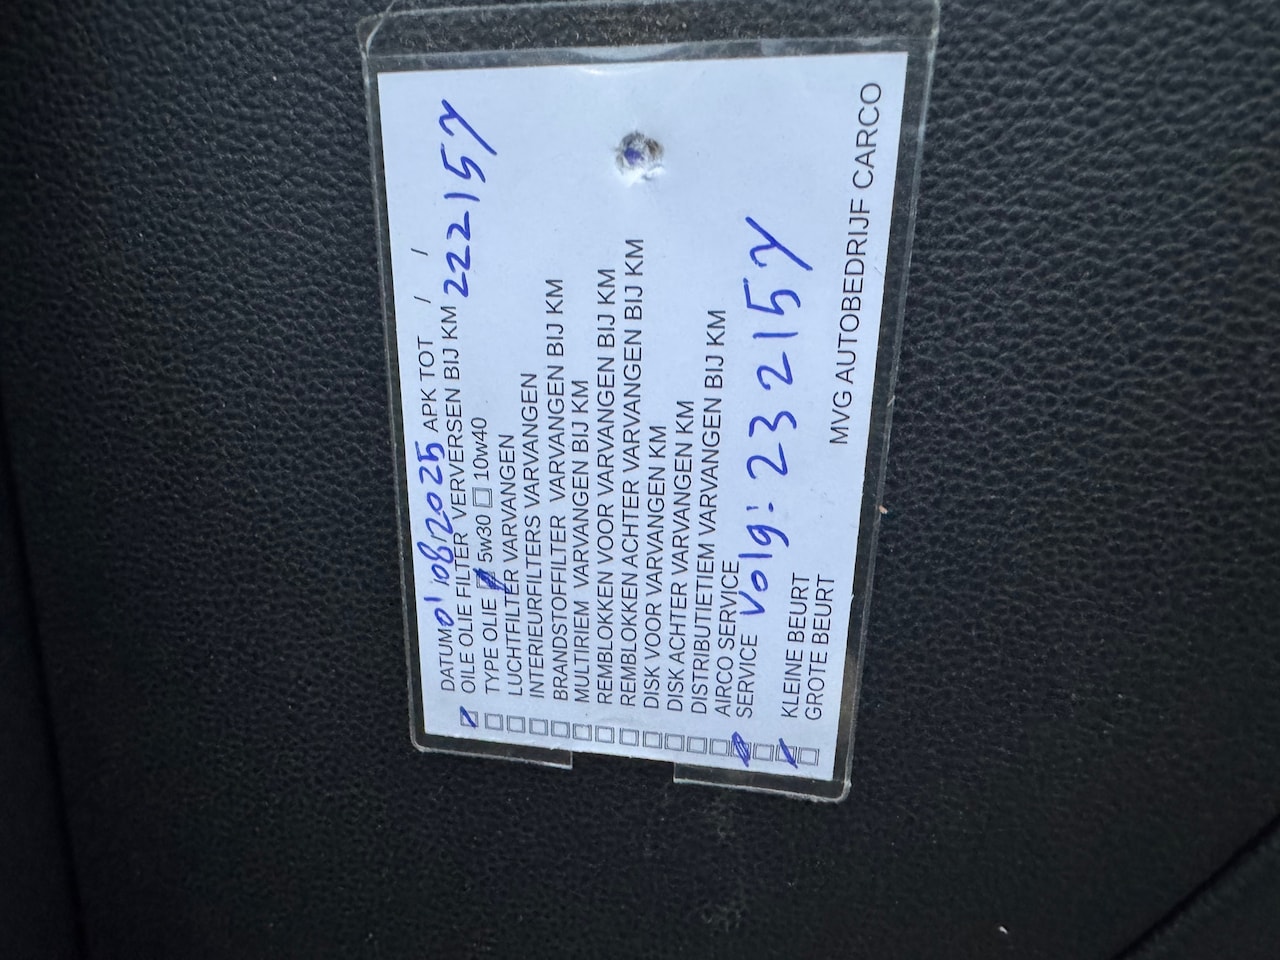 DATUM 01/08/2025 APK TOT / /
OILE OLIE FILTER VERVERSEN BIJ KM 222157
TYPE OLIE 5W30 10W40
LUCHTFILTER VARVANGEN
INTERIEURFILTERS VARVANGEN
BRANDSTOFFILTER VARVANGEN BIJ KM
MULTIRIEM VARVANGEN BIJ KM
REMBLOKKEN VOOR VARVANGEN BIJ KM
REMBLOKKEN ACHTER VARVANGEN BIJ KM
DISK VOOR VARVANGEN KM
DISK ACHTER VARVANGEN KM
DISTRIBUTIETIEM VARVANGEN BIJ KM
AIRCO SERVICE
SERVICE Volg: 232157
KLEINE BEURT
GROTE BEURT
MVG AUTOBEDRIJF CARCO